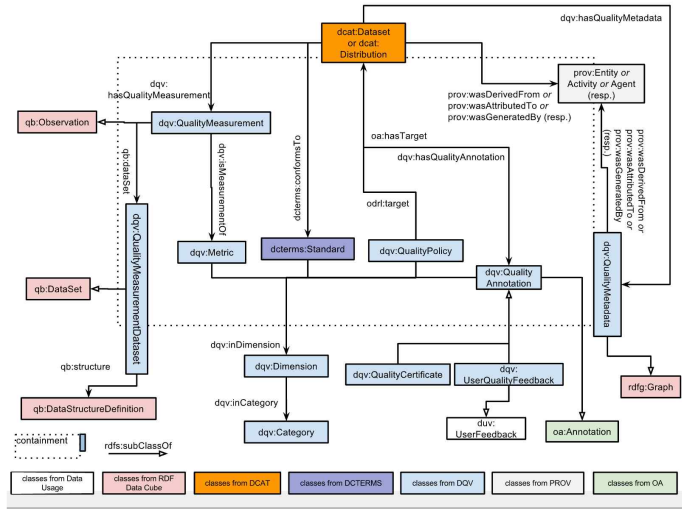 dqv:hasQualityMetadata
dcat:Dataset
or dcat:
Distribution
dqv:
hasQualityMeasurement
prov:Entity or
Activity or Agent
(resp.)
prov:wasDerivedFrom or
prov:wasAttributedTo or
prov:wasGeneratedBy (resp.)
qb:Observation
dqv:QualityMeasurement
oa:hasTarget
dqv:hasQualityAnnotation
qb:dataSet
dqv:isMeasurementOf
dcterms:conformsTo
prov:wasDerivedFrom or
prov:wasAttributedTo or
prov:wasGeneratedBy
(resp.)
odrl:target
dqv:QualityMeasurementDataset
dqv:Metric
dcterms:Standard
dqv:QualityPolicy
dqv:Quality
Annotation
dqv:QualityMetadata
qb:DataSet
dqv:inDimension
qb:structure
dqv:Dimension
dqv:QualityCertificate
dqv:
UserQualityFeedback
rdfg:Graph
dqv:inCategory
qb:DataStructureDefinition
dqv:Category
duv:
UserFeedback
oa:Annotation
containment
rdfs:subClassOf
classes from Data
Usage
classes from RDF
Data Cube
classes from DCAT
classes from DCTERMS
classes from DQV
classes from PROV
classes from OA